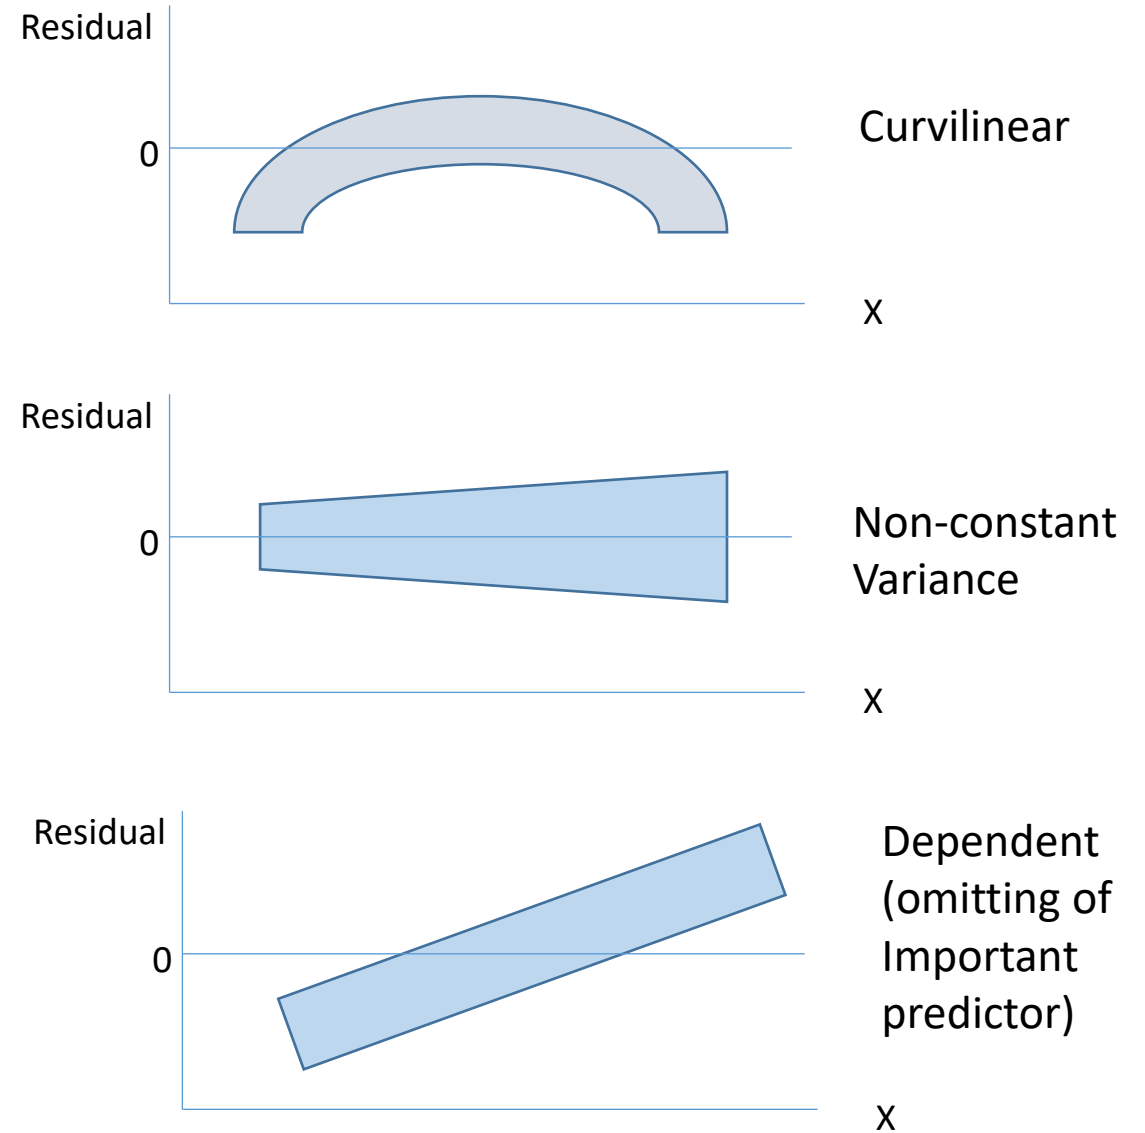 Residual
0
Curvilinear
X
Residual
0
Non-constant
Variance
X
Residual
0
Dependent
(omitting of
Important
predictor)
X